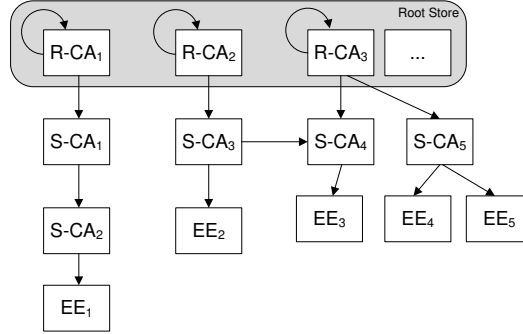 Root Store
R-CA₁ R-CA₂ R-CA₃ ...
S-CA₁ S-CA₃ S-CA₄ S-CA₅
S-CA₂ EE₂ EE₃ EE₄ EE₅
EE₁